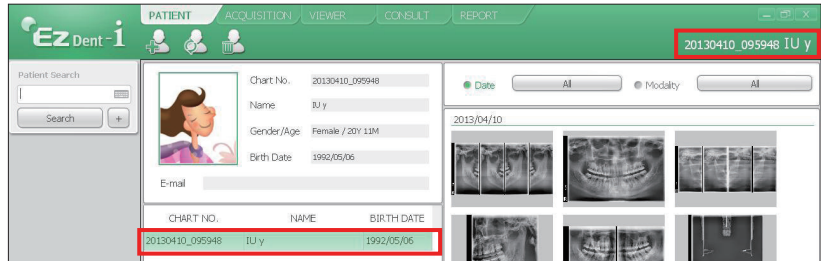 PATIENT ACQUISITION VIEWER CONSULT REPORT
Ez Dent-i
20130410_095948 IU y
Patient Search
Search +
Chart No. 20130410_095948
Name IU y
Gender/Age Female / 20Y 11M
Birth Date 1992/05/06
E-mail
CHART NO. NAME BIRTH DATE
20130410_095948 IU y 1992/05/06
Date All Modality All
2013/04/10